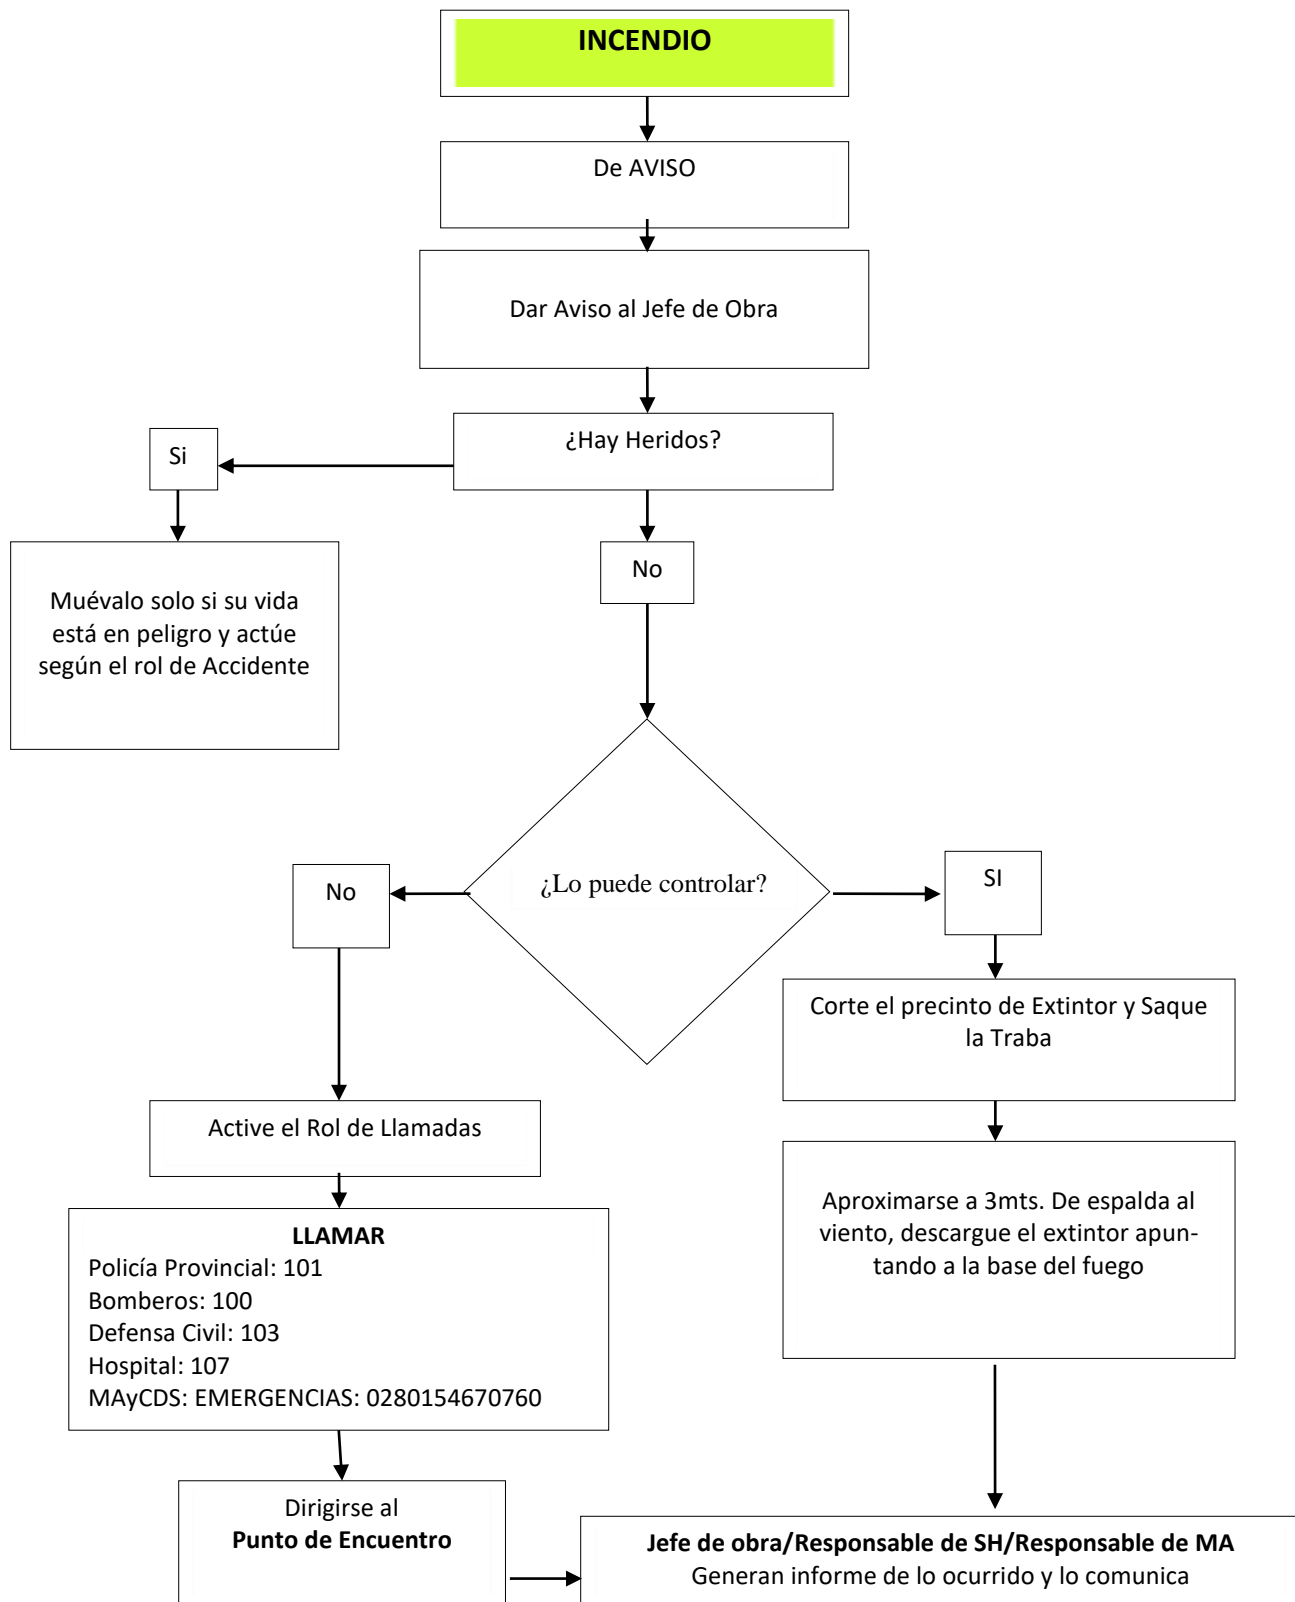 INCENDIO
De AVISO
Dar Aviso al Jefe de Obra
¿Hay Heridos?
Si
No
Muévalo solo si su vida
está en peligro y actúe
según el rol de Accidente
¿Lo puede controlar?
No
SI
Corte el precinto de Extintor y Saque
la Traba
Active el Rol de Llamadas
Aproximarse a 3mts. De espalda al
viento, descargue el extintor apun-
tando a la base del fuego
LLAMAR
Policía Provincial: 101
Bomberos: 100
Defensa Civil: 103
Hospital: 107
MAyCDS: EMERGENCIAS: 0280154670760
Dirigirse al
Punto de Encuentro
Jefe de obra/Responsable de SH/Responsable de MA
Generan informe de lo ocurrido y lo comunica